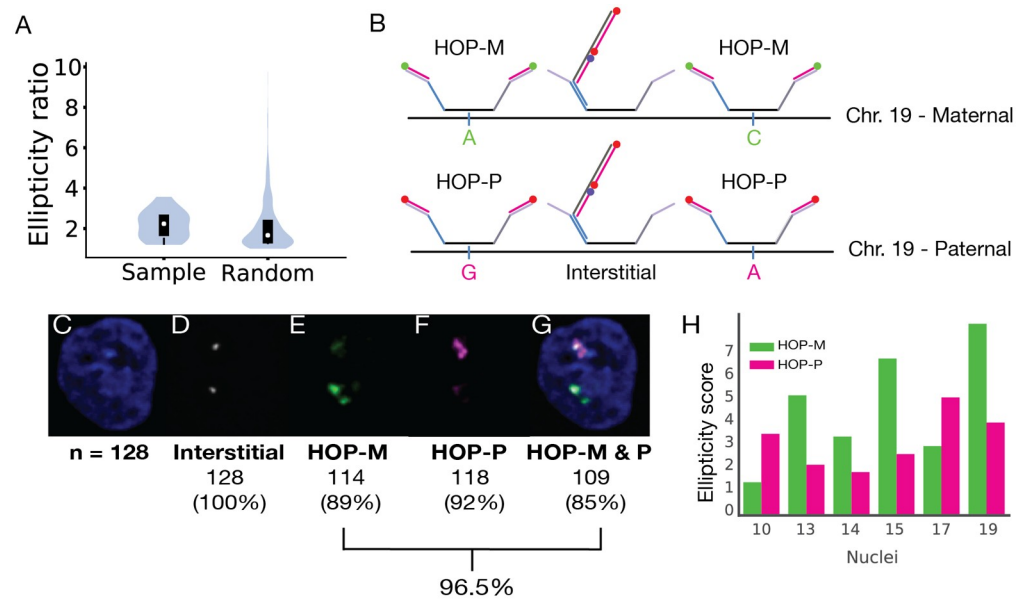 A
Ellipticity ratio
10
8
6
4
2
Sample Random
B
HOP-M HOP-M
A C
Chr. 19 - Maternal
HOP-P HOP-P
G Interstitial A
Chr. 19 - Paternal
C D E F G
n = 128 Interstitial HOP-M HOP-P HOP-M & P
128 114 118 109
(100%) (89%) (92%) (85%)
96.5%
H
HOP-M
HOP-P
Ellipticity score
7
6
5
4
3
2
1
0
10 13 14 15 17 19
Nuclei